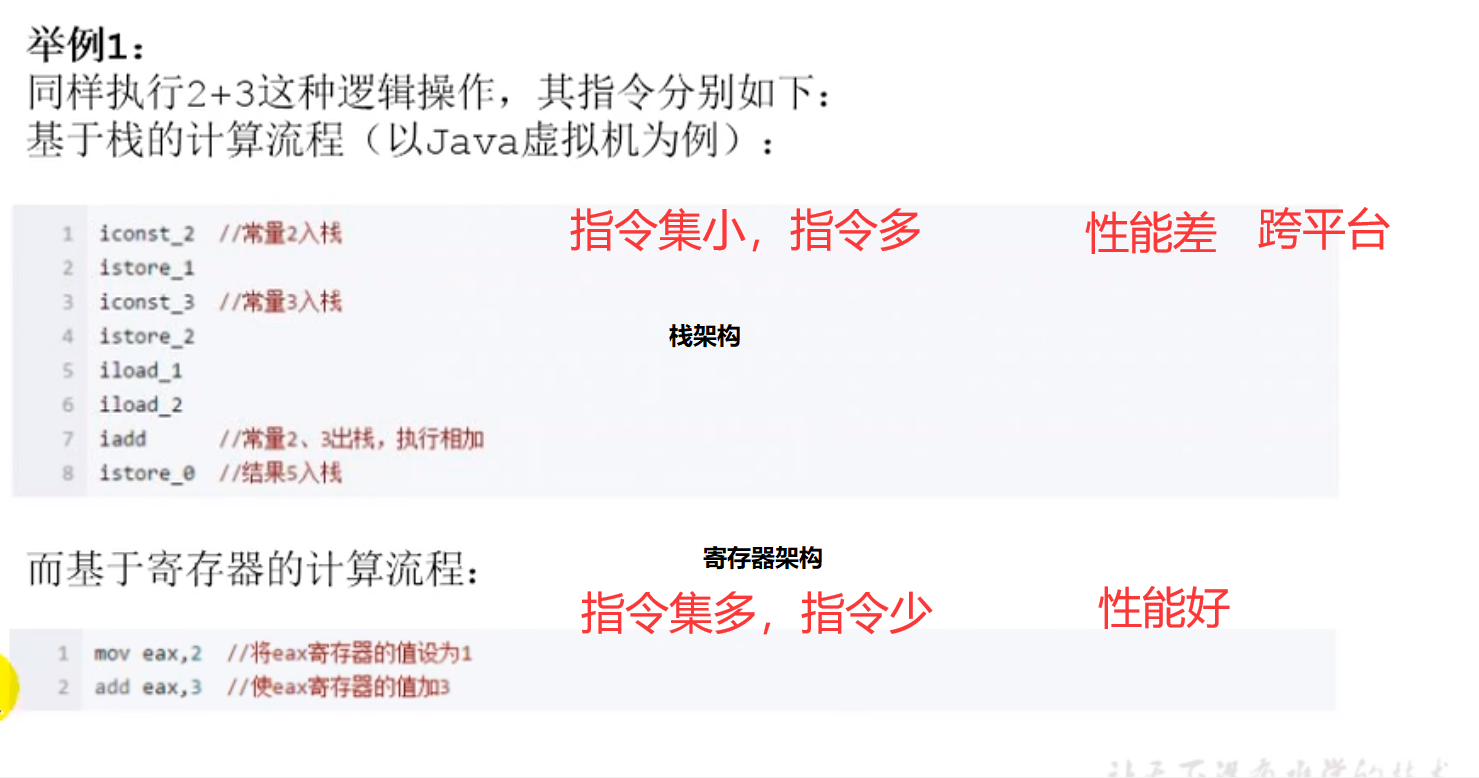 举例1：
同样执行2+3这种逻辑操作，其指令分别如下：
基于栈的计算流程（以Java虚拟机为例）：
指令集小，指令多 性能差 跨平台
1 iconst_2 //常量2入栈
2 istore_1
3 iconst_3 //常量3入栈
4 istore_2
栈架构
5 iload_1
6 iload_2
7 iadd //常量2、3出栈，执行相加
8 istore_0 //结果5入栈
而基于寄存器的计算流程：
寄存器架构
指令集多，指令少 性能好
1 mov eax,2 //将eax寄存器的值设为1
2 add eax,3 //使eax寄存器的值加3